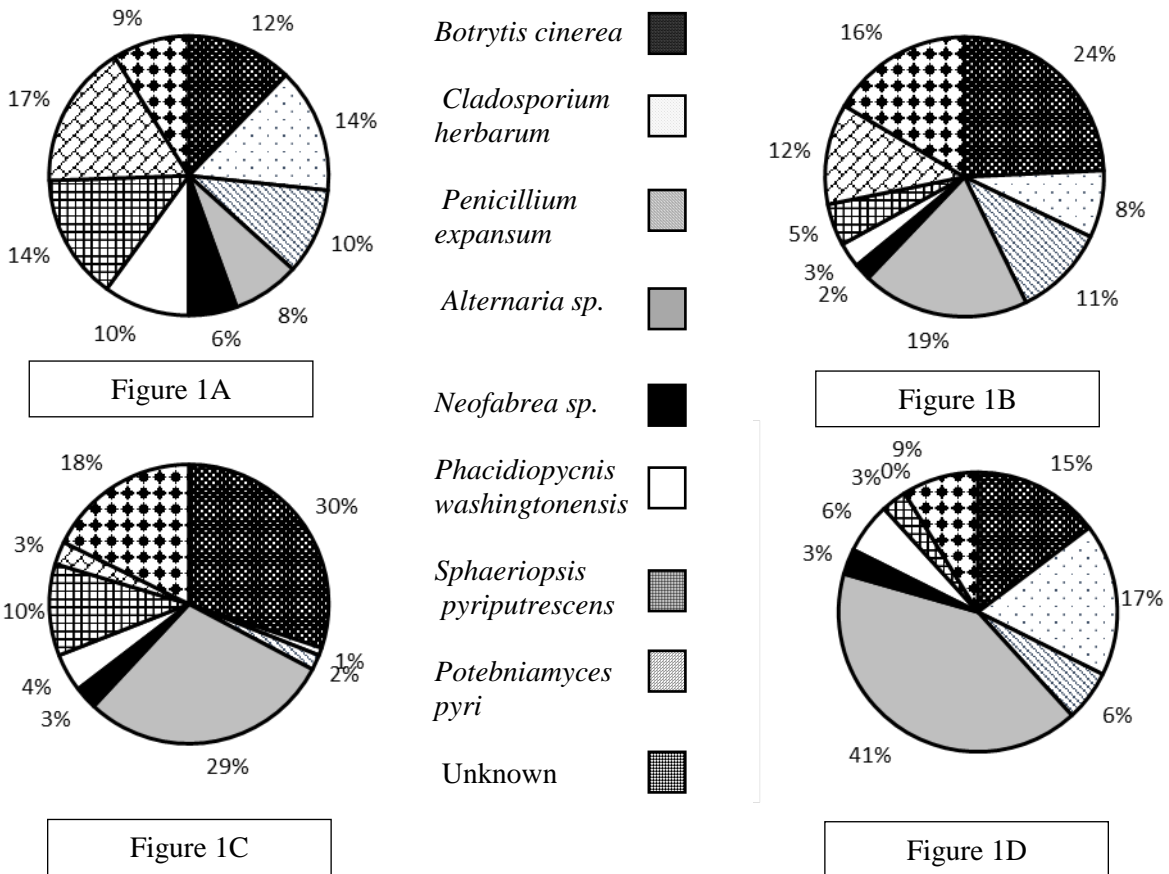 9%
12%
17%
14%
14%
10%
10%
6%
8%
Figure 1A
Botrytis cinerea
Cladosporium
herbarum
Penicillium
expansum
Alternaria sp.
Neofabrea sp.
Phacidiopycnis
washingtonensis
Sphaeriopsis
pyriputrescens
Potebniamyces
pyri
Unknown
16%
24%
12%
8%
5%
3%
2%
11%
19%
Figure 1B
18%
30%
3%
10%
1%
2%
4%
3%
29%
Figure 1C
9%
3%
0%
15%
6%
3%
17%
6%
41%
Figure 1D